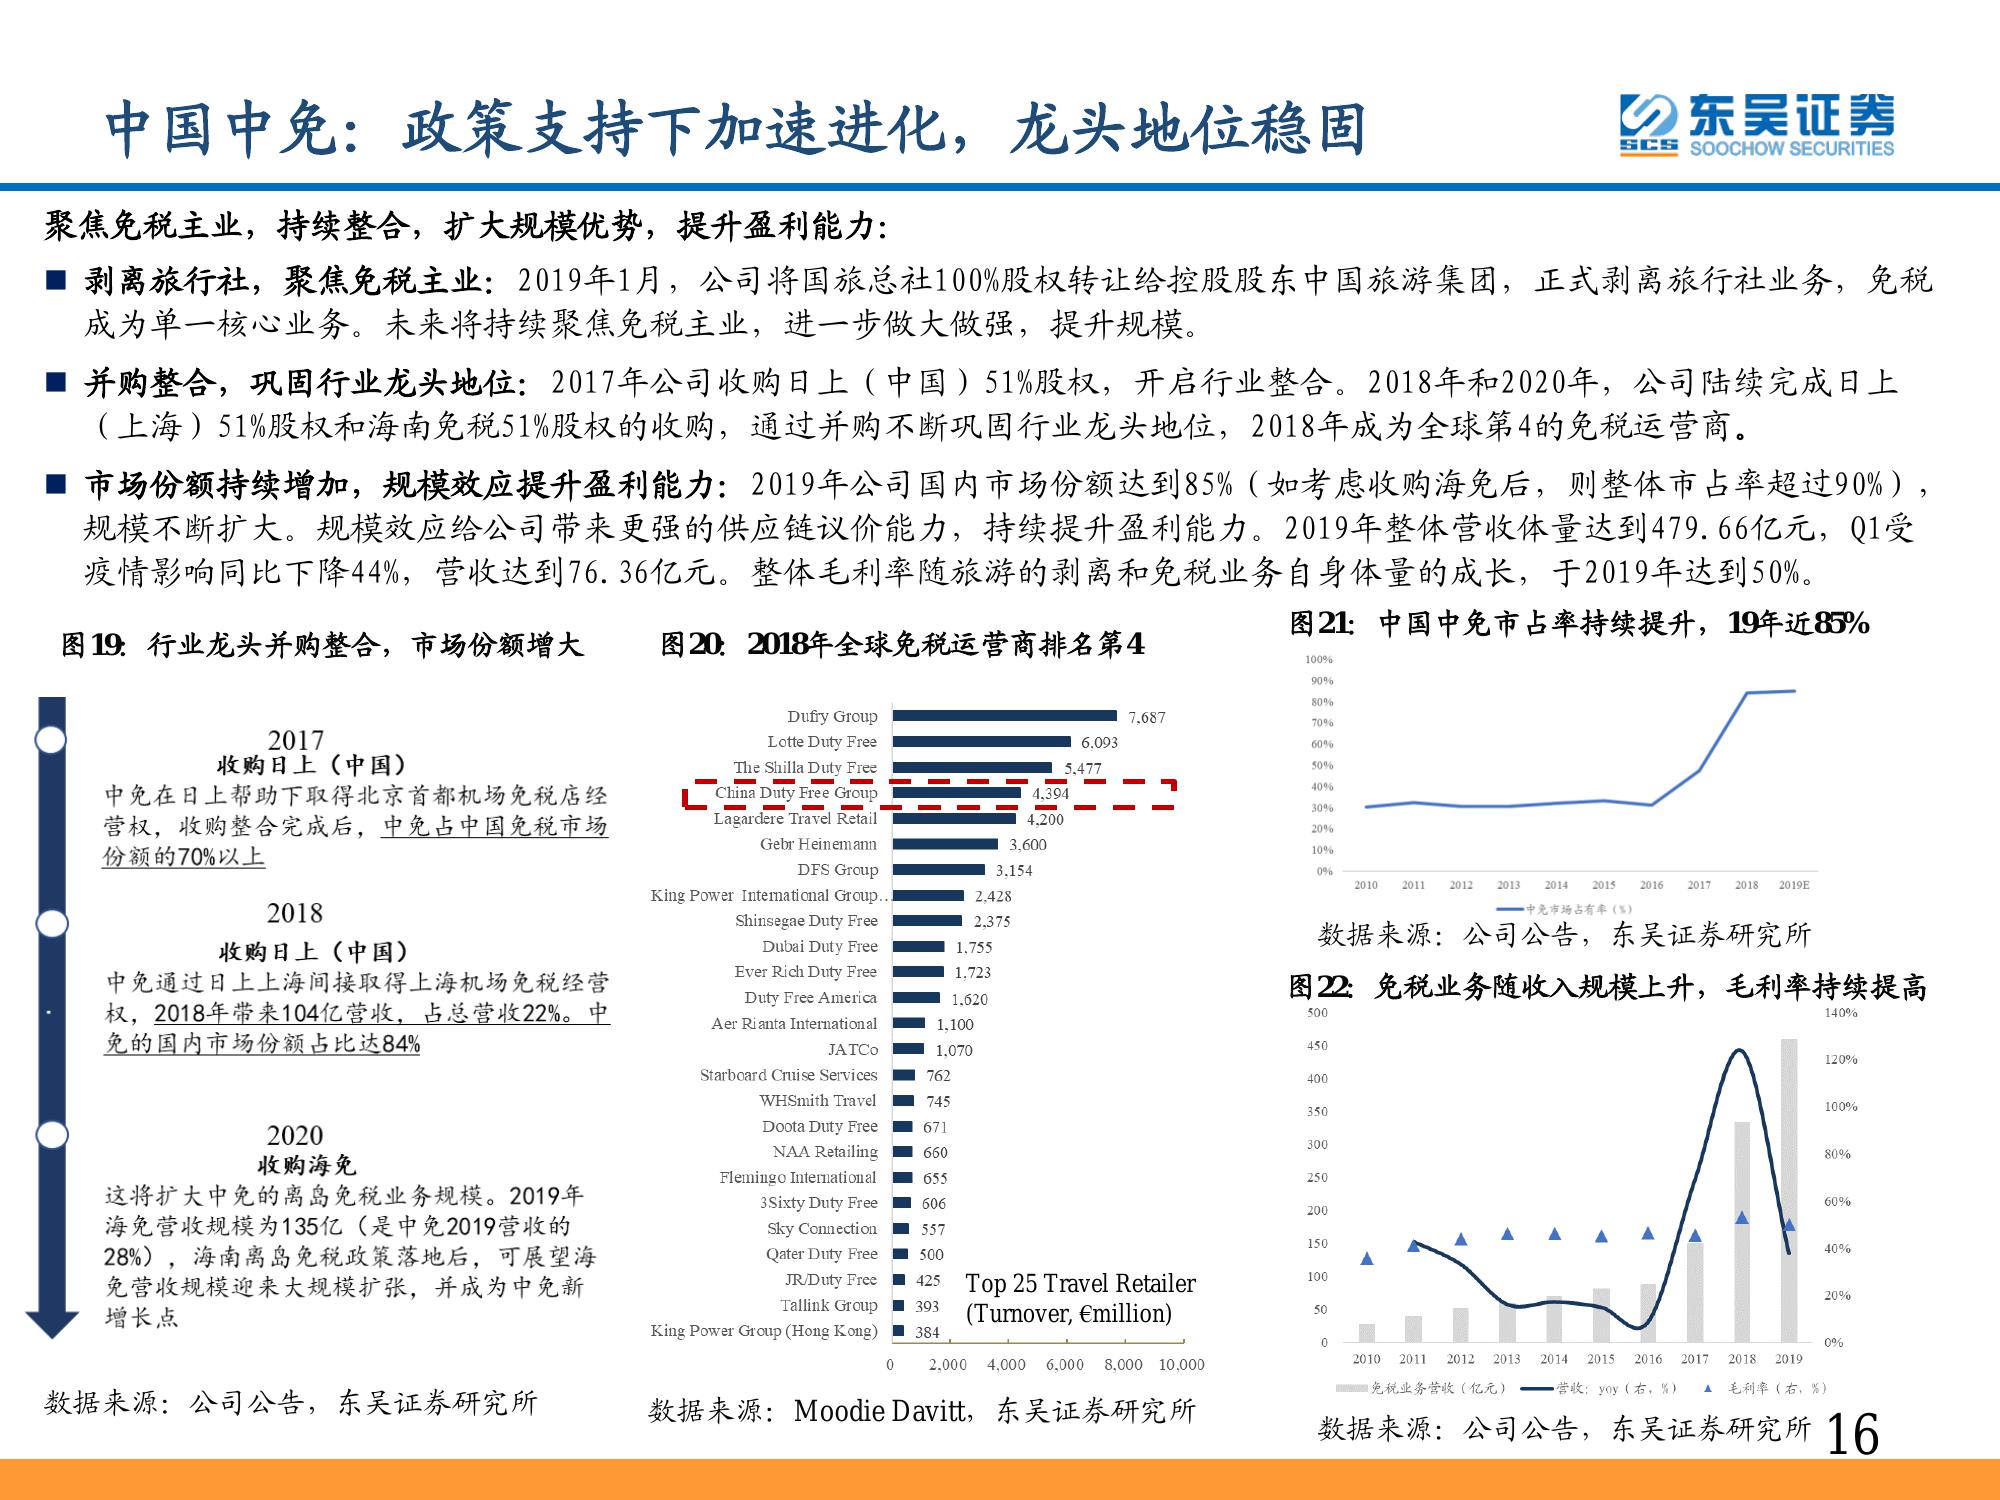 中国中免：政策支持下加速进化，龙头地位稳固
东吴证券
SCS SOOCHOW SECURITIES
聚焦免税主业，持续整合，扩大规模优势，提升盈利能力：
■ 剥离旅行社，聚焦免税主业：2019年1月，公司将国旅总社100%股权转让给控股股东中国旅游集团，正式剥离旅行社业务，免税
成为单一核心业务。未来将持续聚焦免税主业，进一步做大做强，提升规模。
■ 并购整合，巩固行业龙头地位：2017年公司收购日上（中国）51%股权，开启行业整合。2018年和2020年，公司陆续完成日上
（上海）51%股权和海南免税51%股权的收购，通过并购不断巩固行业龙头地位，2018年成为全球第4的免税运营商。
■ 市场份额持续增加，规模效应提升盈利能力：2019年公司国内市场份额达到85%（如考虑收购海免后，则整体市占率超过90%），
规模不断扩大。规模效应给公司带来更强的供应链议价能力，持续提升盈利能力。2019年整体营收体量达到479.66亿元，Q1受
疫情影响同比下降44%，营收达到76.36亿元。整体毛利率随旅游的剥离和免税业务自身体量的成长，于2019年达到50%。
图19：行业龙头并购整合，市场份额增大
2017
收购日上（中国）
中免在日上帮助下取得北京首都机场免税店经
营权，收购整合完成后，中免占中国免税市场
份额的70%以上
2018
收购日上（中国）
中免通过日上上海间接取得上海机场免税经营
权，2018年带来104亿营收，占总营收22%。中
免的国内市场份额占比达84%
2020
收购海免
这将扩大中免的离岛免税业务规模。2019年
海免营收规模为135亿（是中免2019营收的
28%），海南离岛免税政策落地后，可展望海
免营收规模迎来大规模扩张，并成为中免新
增长点
数据来源：公司公告，东吴证券研究所
图20：2018年全球免税运营商排名第4
Dufry Group 7,687
Lotte Duty Free 6,093
The Shilla Duty Free 5,477
China Duty Free Group 4,394
Lagardere Travel Retail 4,200
Gebr Heinemann 3,600
DFS Group 3,154
King Power International Group… 2,428
Shinsegae Duty Free 2,375
Dubai Duty Free 1,755
Ever Rich Duty Free 1,723
Duty Free America 1,620
Aer Rianta International 1,100
JATCo 1,070
Starboard Cruise Services 762
WHSmith Travel 745
Doota Duty Free 671
NAA Retailing 660
Flemingo International 655
3Sixty Duty Free 606
Sky Connection 557
Qater Duty Free 500
JR/Duty Free 425
Tallink Group 393
King Power Group (Hong Kong) 384
Top 25 Travel Retailer
(Turnover, €million)
0 2,000 4,000 6,000 8,000 10,000
数据来源：Moodie Davitt，东吴证券研究所
图21：中国中免市占率持续提升，19年近85%
100%
90%
80%
70%
60%
50%
40%
30%
20%
10%
0%
2010 2011 2012 2013 2014 2015 2016 2017 2018 2019E
中免市场占有率（%）
数据来源：公司公告，东吴证券研究所
图22：免税业务随收入规模上升，毛利率持续提高
500
450
400
350
300
250
200
150
100
50
0
140%
120%
100%
80%
60%
40%
20%
0%
2010 2011 2012 2013 2014 2015 2016 2017 2018 2019
免税业务营收（亿元） 营收：yoy（右，%） ▲ 毛利率（右，%）
数据来源：公司公告，东吴证券研究所
16